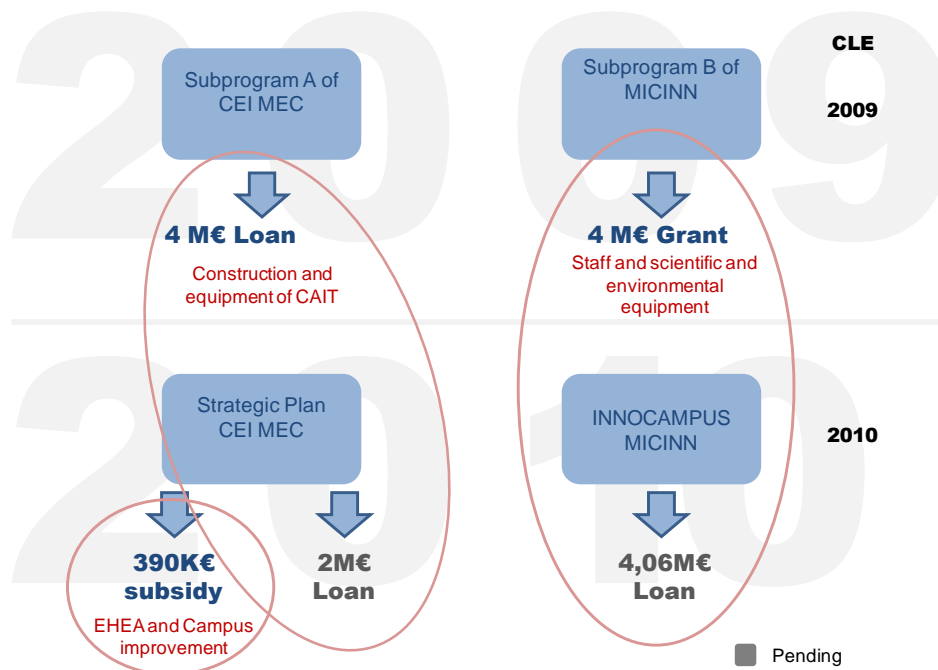 2009
CLE
2009
Subprogram A of
CEI MEC
Subprogram B of
MICINN
4 M€ Loan
Construction and
equipment of CAIT
4 M€ Grant
Staff and scientific and
environmental
equipment
2010
2010
Strategic Plan
CEI MEC
INNOCAMPUS
MICINN
390K€
subsidy
EHEA and Campus
improvement
2M€
Loan
4,06M€
Loan
Pending